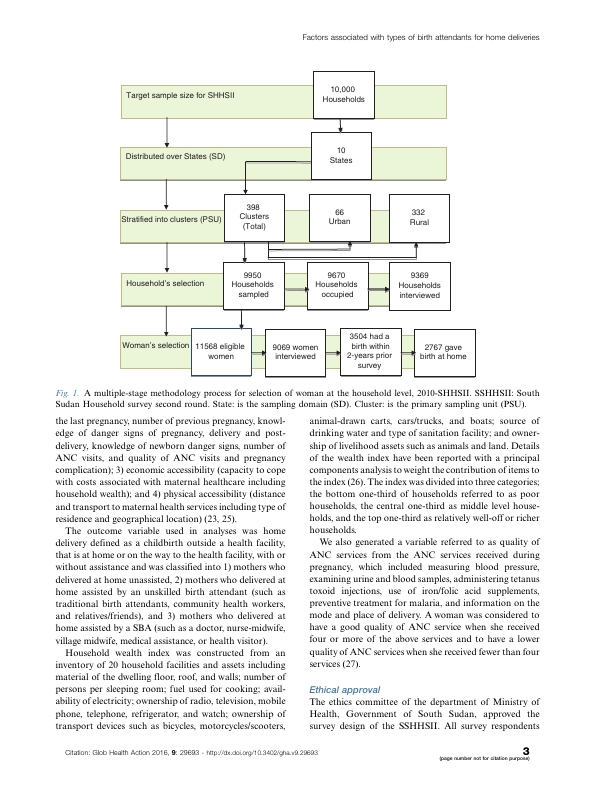 Factors associated with types of birth attendants for home deliveries
Target sample size for SHHSII
10,000
Households
Distributed over States (SD)
10
States
Stratified into clusters (PSU)
398
Clusters
(Total)
66
Urban
332
Rural
Household's selection
9950
Households
sampled
9670
Households
occupied
9369
Households
interviewed
Woman's selection
11568 eligible
women
9069 women
interviewed
3504 had a
birth within
2-years prior
survey
2767 gave
birth at home
Fig. 1. A multiple-stage methodology process for selection of woman at the household level, 2010-SHHSII. SSHHSII: South
Sudan Household survey second round. State: is the sampling domain (SD). Cluster: is the primary sampling unit (PSU).
the last pregnancy, number of previous pregnancy, knowl-
edge of danger signs of pregnancy, delivery and post-
delivery, knowledge of newborn danger signs, number of
ANC visits, and quality of ANC visits and pregnancy
complication); 3) economic accessibility (capacity to cope
with costs associated with maternal healthcare including
household wealth); and 4) physical accessibility (distance
and transport to maternal health services including type of
residence and geographical location) (23, 25).
The outcome variable used in analyses was home
delivery defined as a childbirth outside a health facility,
that is at home or on the way to the health facility, with or
without assistance and was classified into 1) mothers who
delivered at home unassisted, 2) mothers who delivered at
home assisted by an unskilled birth attendant (such as
traditional birth attendants, community health workers,
and relatives/friends), and 3) mothers who delivered at
home assisted by a SBA (such as a doctor, nurse-midwife,
village midwife, medical assistance, or health visitor).
Household wealth index was constructed from an
inventory of 20 household facilities and assets including
material of the dwelling floor, roof, and walls; number of
persons per sleeping room; fuel used for cooking; avail-
ability of electricity; ownership of radio, television, mobile
phone, telephone, refrigerator, and watch; ownership of
transport devices such as bicycles, motorcycles/scooters,
animal-drawn carts, cars/trucks, and boats; source of
drinking water and type of sanitation facility; and owner-
ship of livelihood assets such as animals and land. Details
of the wealth index have been reported with a principal
components analysis to weight the contribution of items to
the index (26). The index was divided into three categories;
the bottom one-third of households referred to as poor
households, the central one-third as middle level house-
holds, and the top one-third as relatively well-off or richer
households.
We also generated a variable referred to as quality of
ANC services from the ANC services received during
pregnancy, which included measuring blood pressure,
examining urine and blood samples, administering tetanus
toxoid injections, use of iron/folic acid supplements,
preventive treatment for malaria, and information on the
mode and place of delivery. A woman was considered to
have a good quality of ANC service when she received
four or more of the above services and to have a lower
quality of ANC services when she received fewer than four
services (27).
Ethical approval
The ethics committee of the department of Ministry of
Health, Government of South Sudan, approved the
survey design of the SSHHSII. All survey respondents
Citation: Glob Health Action 2016, 9: 29693 - http://dx.doi.org/10.3402/gha.v9.29693
3
(page number not for citation purpose)